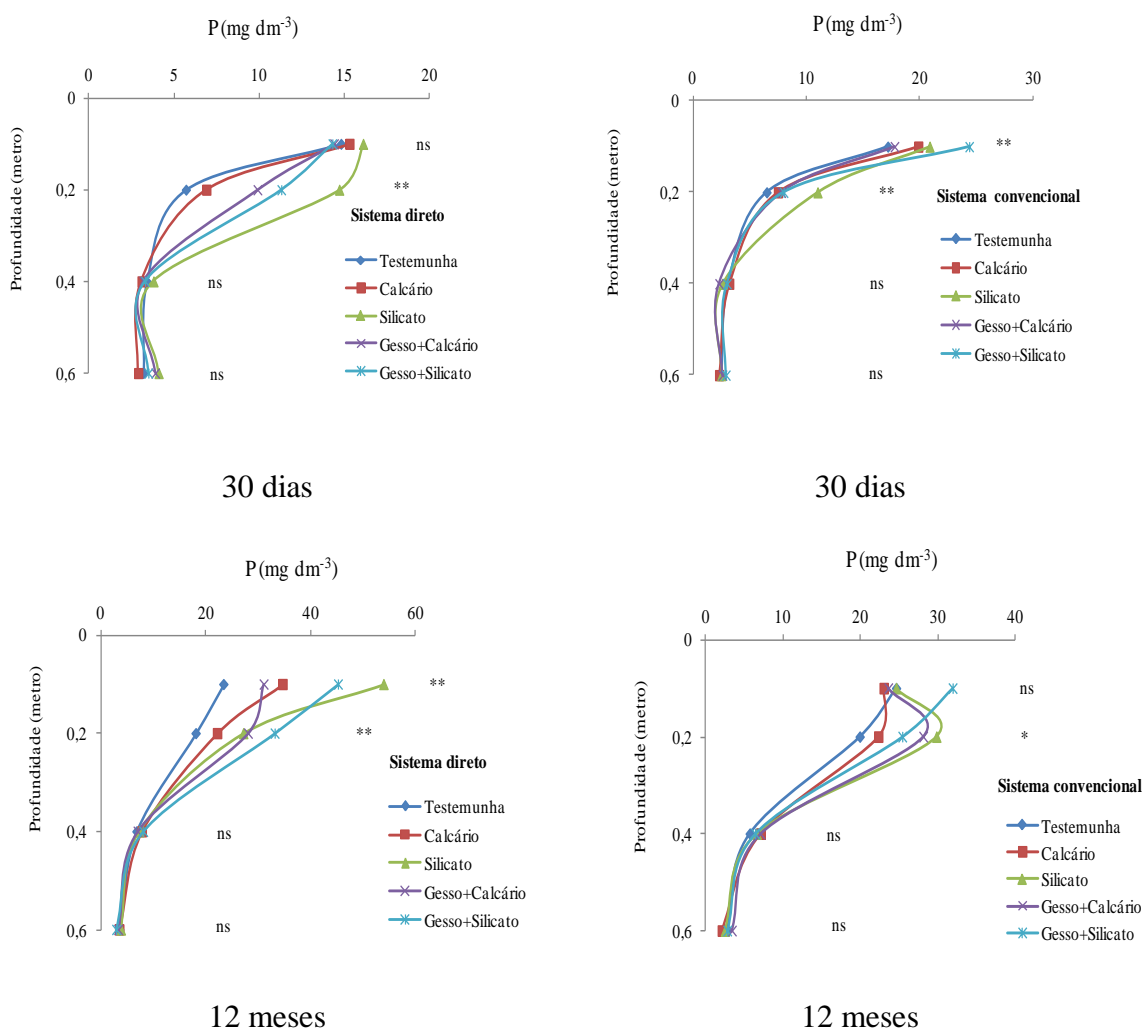 P (mg dm-3)
0 5 10 15 20
0
0,2
0,4
0,6
Profundidade (metro)
ns
**
ns
ns
Sistema direto
Testemunha
Calcário
Silicato
Gesso+Calcário
Gesso+Silicato
30 dias
P (mg dm-3)
0 10 20 30
0
0,2
0,4
0,6
Profundidade (metro)
**
**
ns
ns
Sistema convencional
Testemunha
Calcário
Silicato
Gesso+Calcário
Gesso+Silicato
30 dias
P (mg dm-3)
0 20 40 60
0
0,2
0,4
0,6
Profundidade (metro)
**
**
ns
ns
Sistema direto
Testemunha
Calcário
Silicato
Gesso+Calcário
Gesso+Silicato
12 meses
P (mg dm-3)
0 10 20 30 40
0
0,2
0,4
0,6
Profundidade (metro)
ns
*
ns
ns
Sistema convencional
Testemunha
Calcário
Silicato
Gesso+Calcário
Gesso+Silicato
12 meses